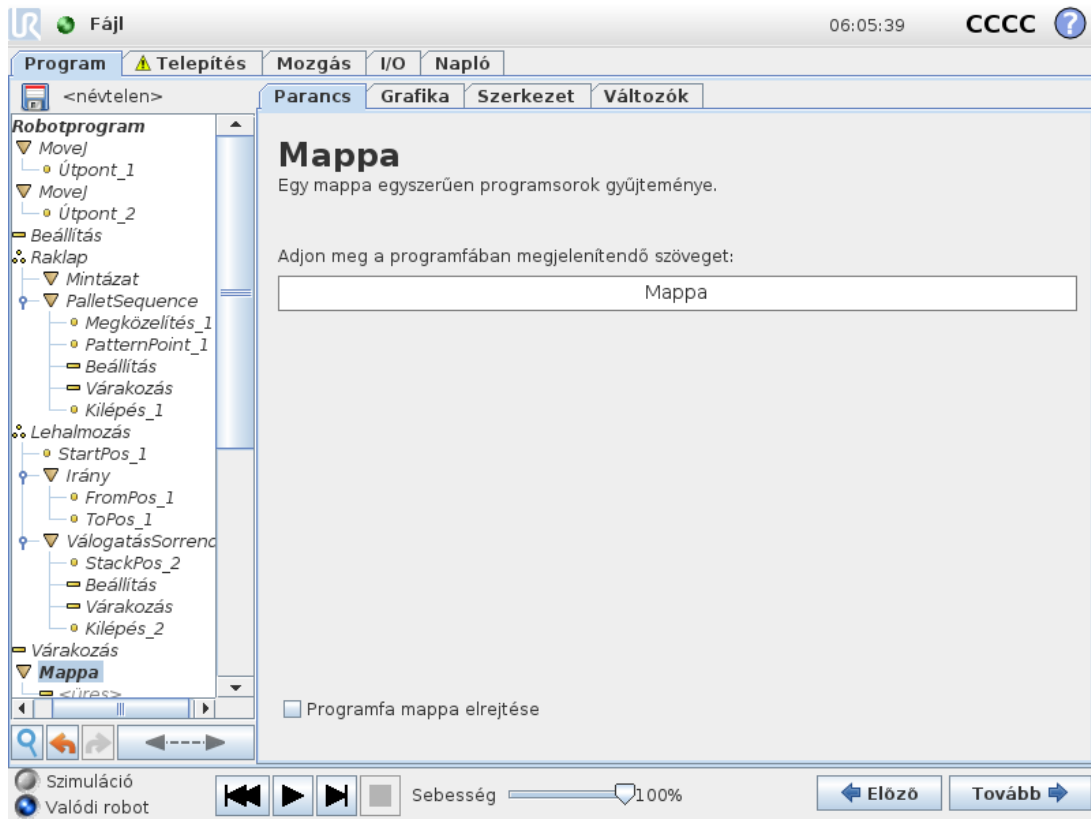 UR Fájl 06:05:39 CCCC ?
Program Telepítés Mozgás I/O Napló
<névtelen> Parancs Grafika Szerkezet Változók
Robotprogram
MoveJ
Útpont_1
MoveJ
Útpont_2
Beállítás
Raklap
Mintázat
PalletSequence
Megközelítés_1
PatternPoint_1
Beállítás
Várakozás
Kilépés_1
Lehalmozás
StartPos_1
Irány
FromPos_1
ToPos_1
VálogatásSorrend
StackPos_2
Beállítás
Várakozás
Kilépés_2
Várakozás
Mappa
<üres>
Mappa
Egy mappa egyszerűen programsorok gyűjteménye.
Adjon meg a programfában megjelenítendő szöveget:
Mappa
Programfa mappa elrejtése
Szimuláció
Valódi robot
Sebesség 100%
Előző Tovább